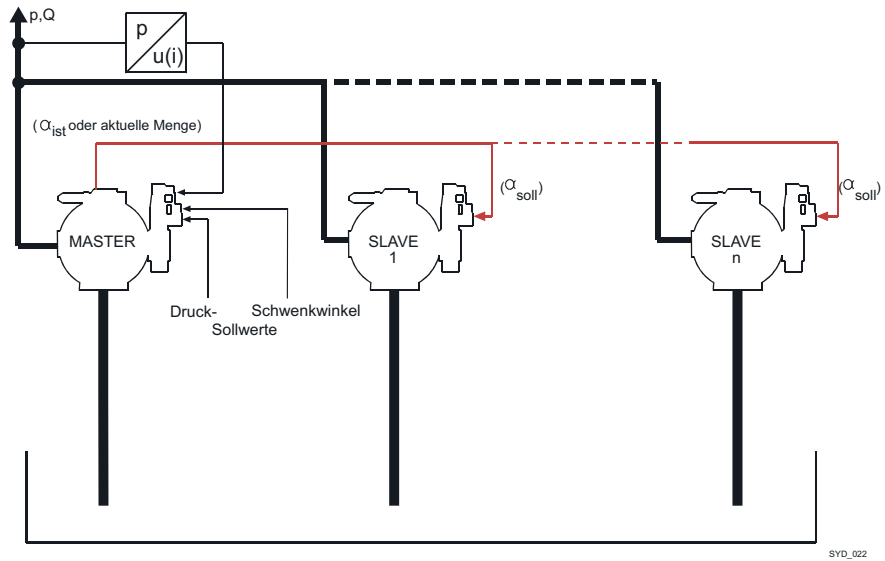 p,Q
p
u(i)
(αist oder aktuelle Menge)
(αsoll)
(αsoll)
MASTER
SLAVE
1
SLAVE
n
Druck-
Schwenkwinkel
Sollwerte
SYD_022